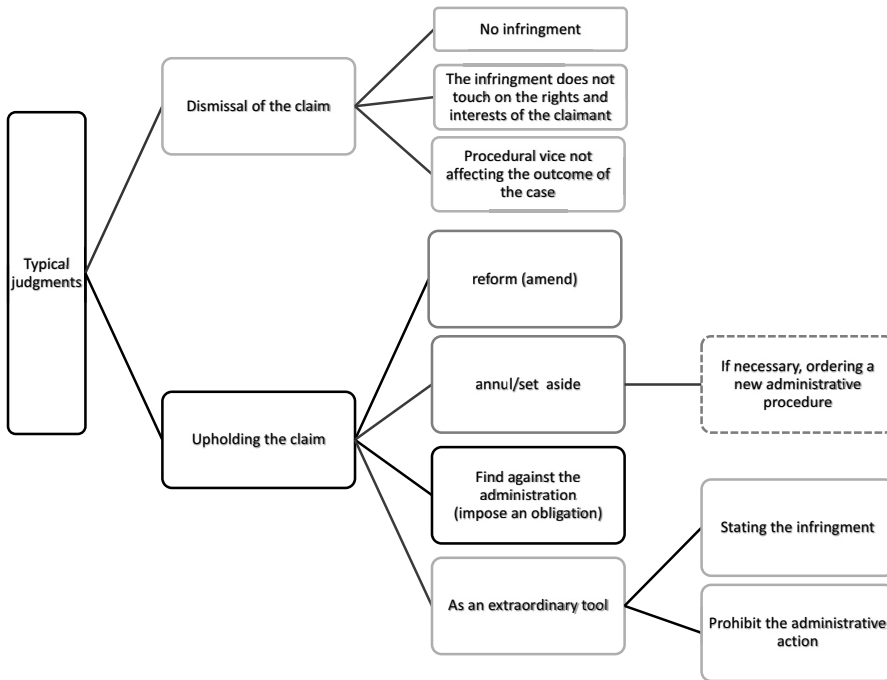 Typical
judgments
Dismissal of the claim
No infringment
The infringment does not
touch on the rights and
interests of the claimant
Procedural vice not
affecting the outcome of
the case
Upholding the claim
reform (amend)
annul/set aside
If necessary, ordering a
new administrative
procedure
Find against the
administration
(impose an obligation)
As an extraordinary tool
Stating the infringment
Prohibit the administrative
action